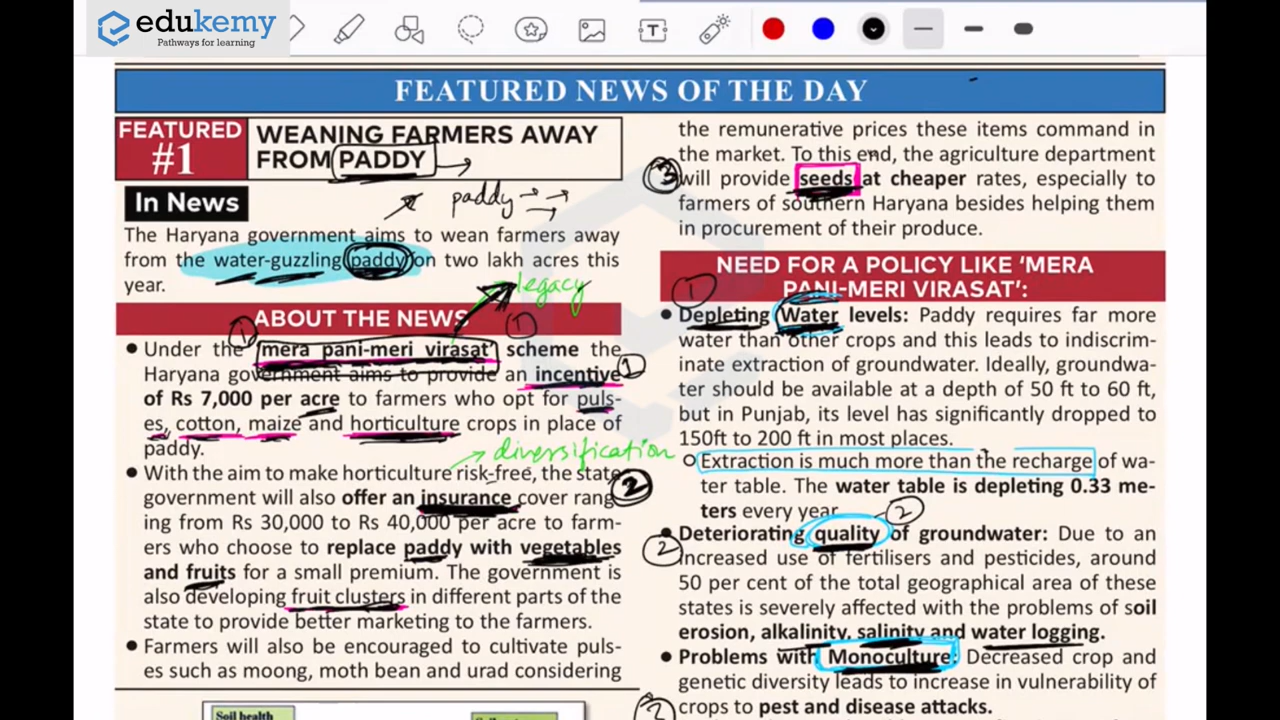 edukemy
Pathways for learning
FEATURED NEWS OF THE DAY
FEATURED
#1
WEANING FARMERS AWAY
FROM PADDY
paddy
In News
The Haryana government aims to wean farmers away
from the water-guzzling paddy on two lakh acres this
year.
legacy
ABOUT THE NEWS
1
1
• Under the 'mera pani-meri virasat' scheme the
Haryana government aims to provide an incentive
1
of Rs 7,000 per acre to farmers who opt for puls-
es, cotton, maize and horticulture crops in place of
paddy.
diversification
• With the aim to make horticulture risk-free, the state
government will also offer an insurance cover rang-
2
ing from Rs 30,000 to Rs 40,000 per acre to farm-
ers who choose to replace paddy with vegetables
and fruits for a small premium. The government is
also developing fruit clusters in different parts of the
state to provide better marketing to the farmers.
• Farmers will also be encouraged to cultivate puls-
es such as moong, moth bean and urad considering
Soil health
the remunerative prices these items command in
the market. To this end, the agriculture department
3
will provide seeds at cheaper rates, especially to
farmers of southern Haryana besides helping them
in procurement of their produce.
NEED FOR A POLICY LIKE 'MERA
PANI-MERI VIRASAT':
1
• Depleting Water levels: Paddy requires far more
water than other crops and this leads to indiscrim-
inate extraction of groundwater. Ideally, groundwa-
ter should be available at a depth of 50 ft to 60 ft,
but in Punjab, its level has significantly dropped to
150ft to 200 ft in most places.
Extraction is much more than the recharge of wa-
ter table. The water table is depleting 0.33 me-
ters every year
2
• Deteriorating quality of groundwater: Due to an
2
increased use of fertilisers and pesticides, around
50 per cent of the total geographical area of these
states is severely affected with the problems of soil
erosion, alkalinity, salinity and water logging.
• Problems with Monoculture: Decreased crop and
genetic diversity leads to increase in vulnerability of
crops to pest and disease attacks.